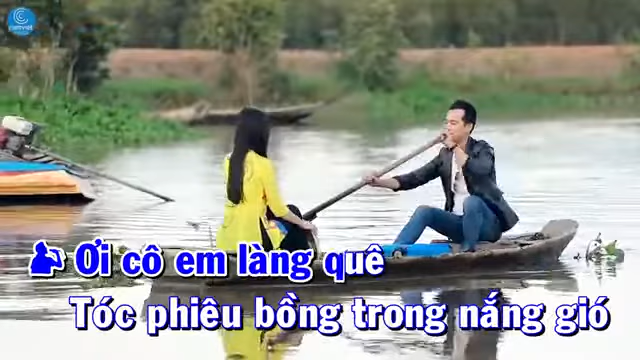 Ơi cô em làng quê
Tóc phiêu bồng trong nắng gió